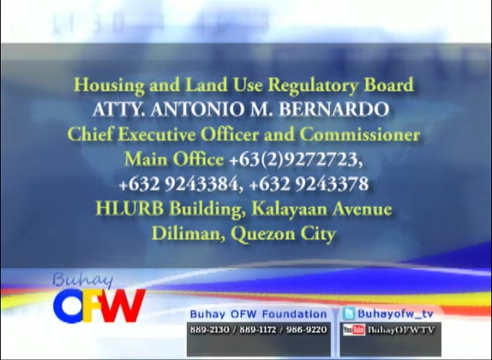 Housing and Land Use Regulatory Board
ATTY. ANTONIO M. BERNARDO
Chief Executive Officer and Commissioner
Main Office +63(2)9272723,
+632 9243384, +632 9243378
HLURB Building, Kalayaan Avenue
Diliman, Quezon City
Buhay
OFW
Buhay OFW Foundation
889-2130 / 889-1172 / 986-9220
Buhayofw_tv
You Tube BuhayOFWTV